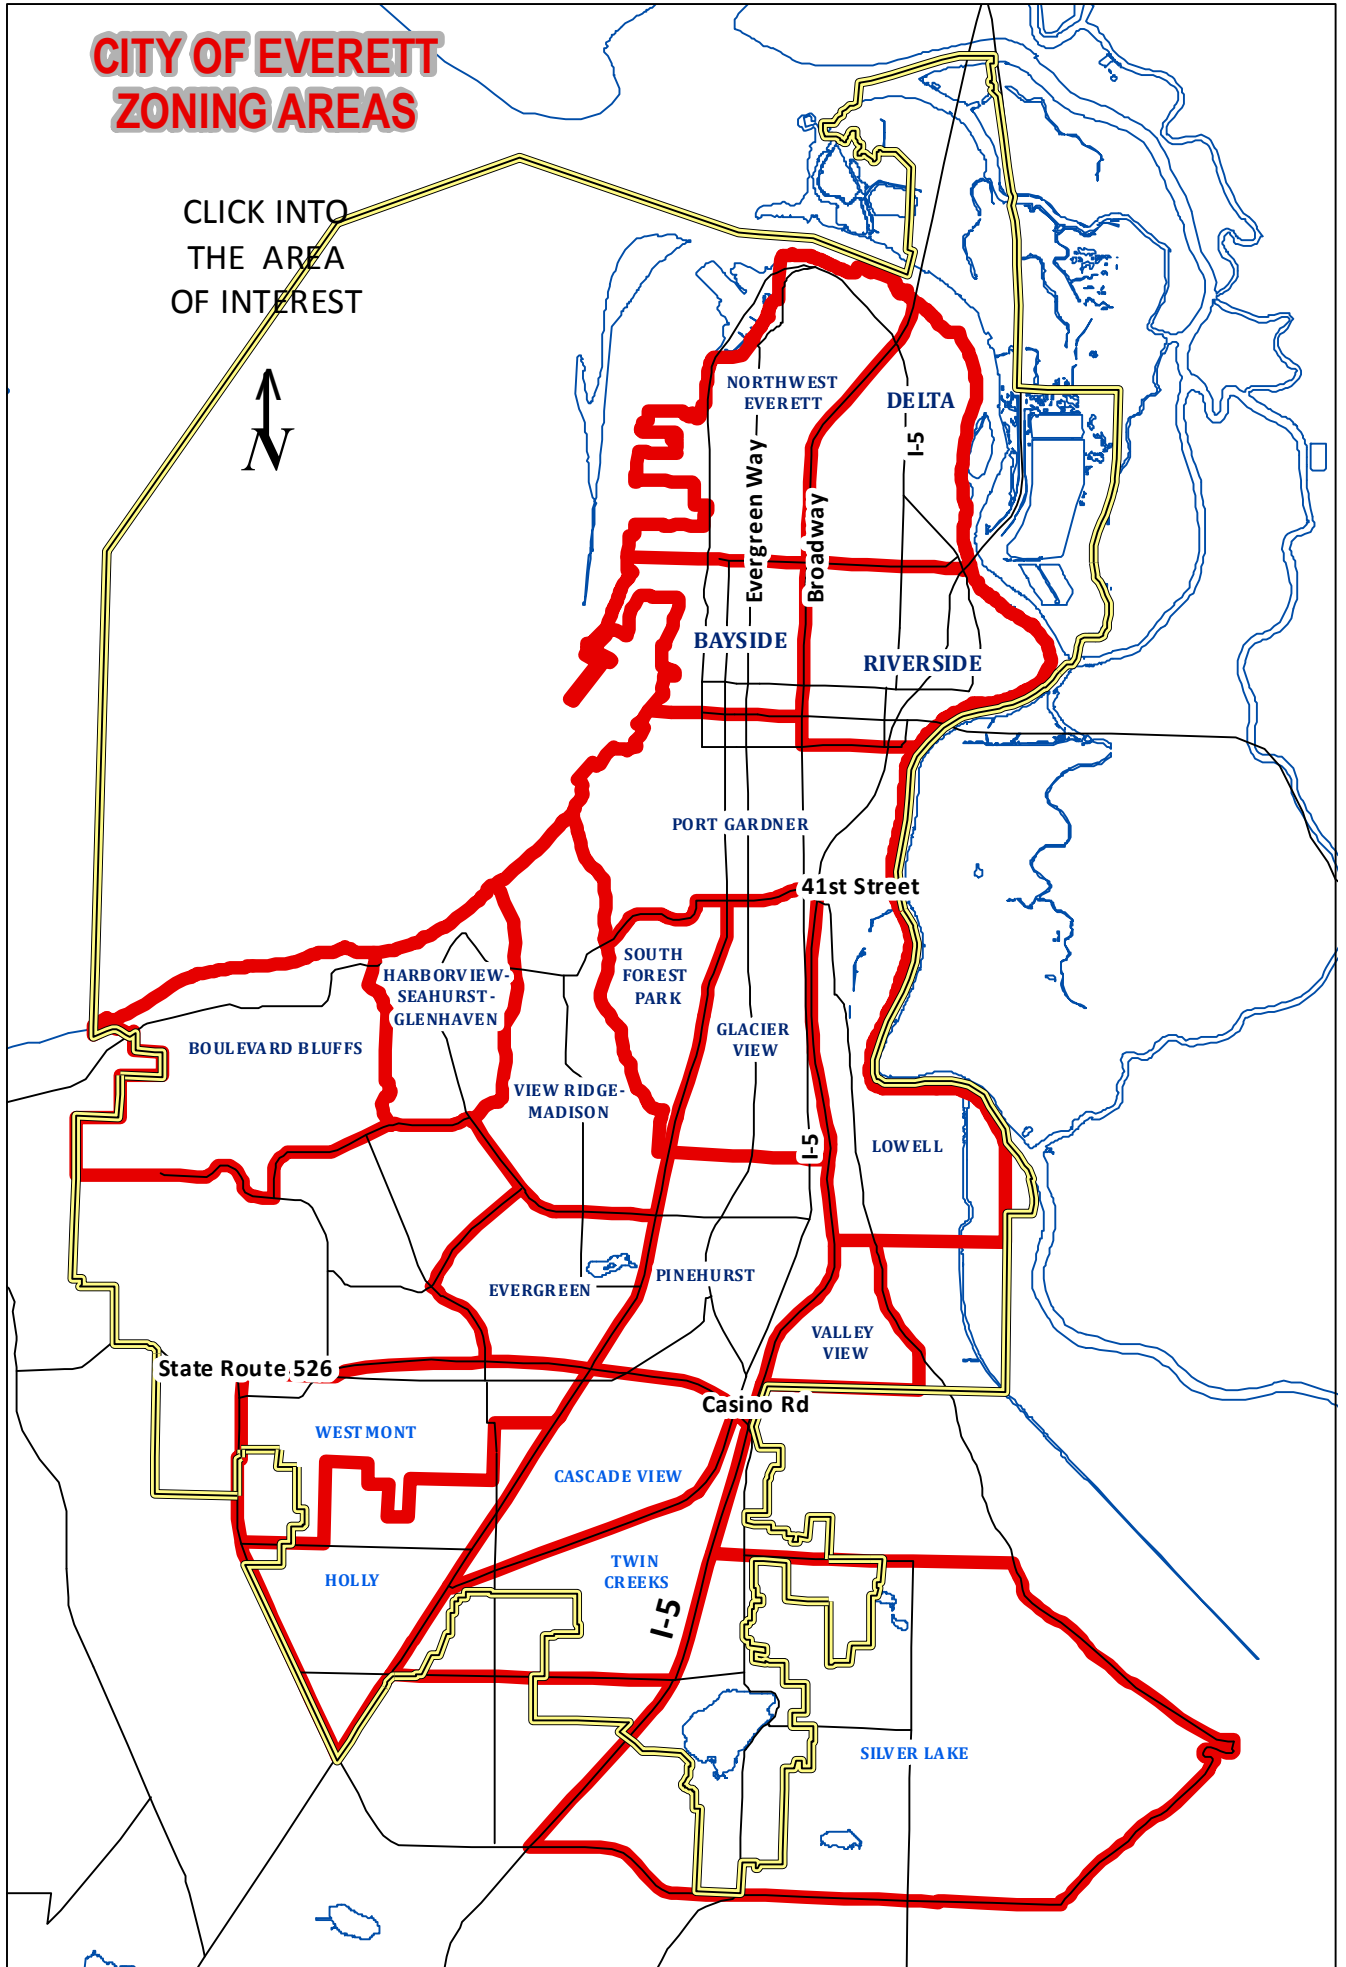 CITY OF EVERETT
ZONING AREAS
CLICK INTO
THE AREA
OF INTEREST
N
NORTHWEST
EVERETT
DELTA
I-5
Evergreen Way
Broadway
BAYSIDE
RIVERSIDE
PORT GARDNER
41st Street
SOUTH
FOREST
PARK
HARBORVIEW-
SEAHURST-
GLENHAVEN
GLACIER
VIEW
BOULEVARD BLUFFS
VIEW RIDGE-
MADISON
I-5
LOWELL
PINEHURST
EVERGREEN
VALLEY
VIEW
State Route 526
Casino Rd
WESTMONT
CASCADE VIEW
TWIN
CREEKS
HOLLY
I-5
SILVER LAKE